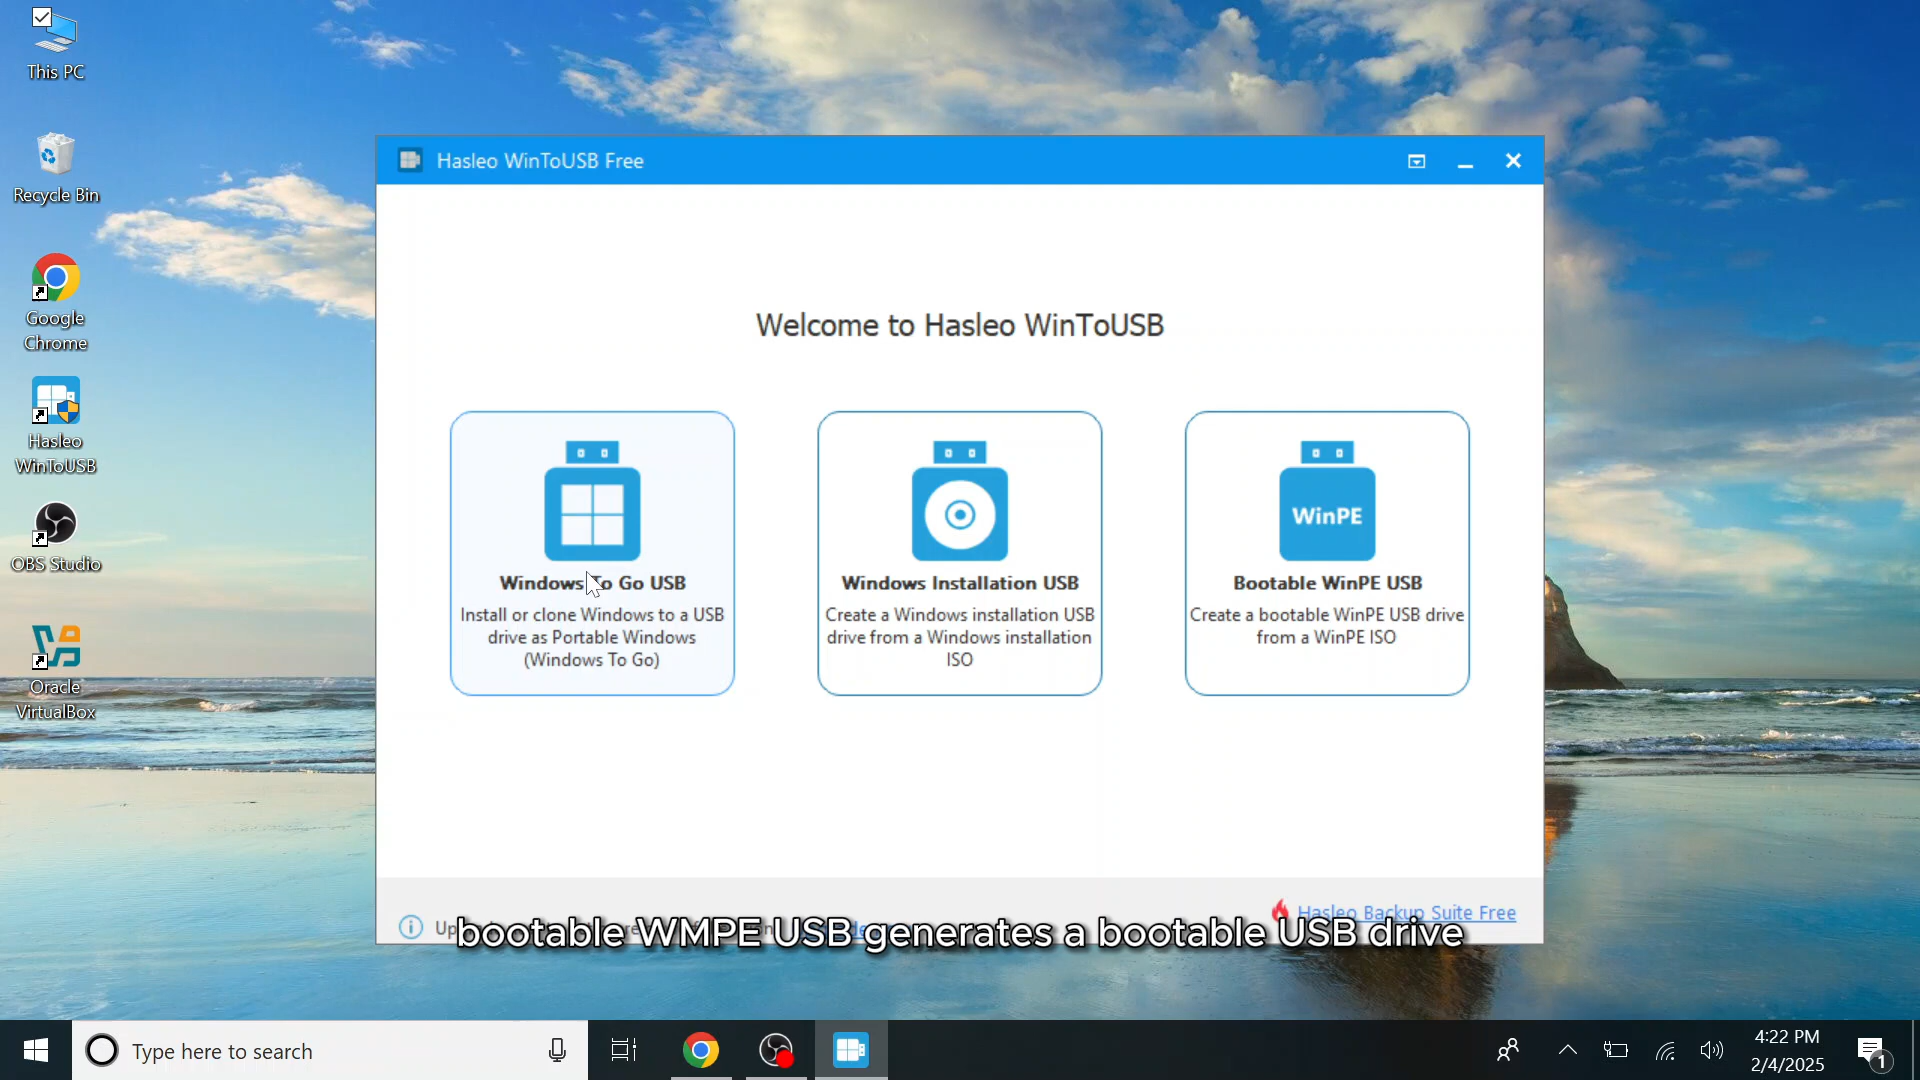 This PC
Recycle Bin
Google
Chrome
Hasleo
WinToUSB
OBS Studio
Oracle
VirtualBox
Hasleo WinToUSB Free
Welcome to Hasleo WinToUSB
Windows To Go USB
Install or clone Windows to a USB
drive as Portable Windows
(Windows To Go)
Windows Installation USB
Create a Windows installation USB
drive from a Windows installation
ISO
WinPE
Bootable WinPE USB
Create a bootable WinPE USB drive
from a WinPE ISO
Hasleo Backup Suite Free
bootable WMPE USB generates a bootable USB drive
Type here to search
4:22 PM
2/4/2025
1